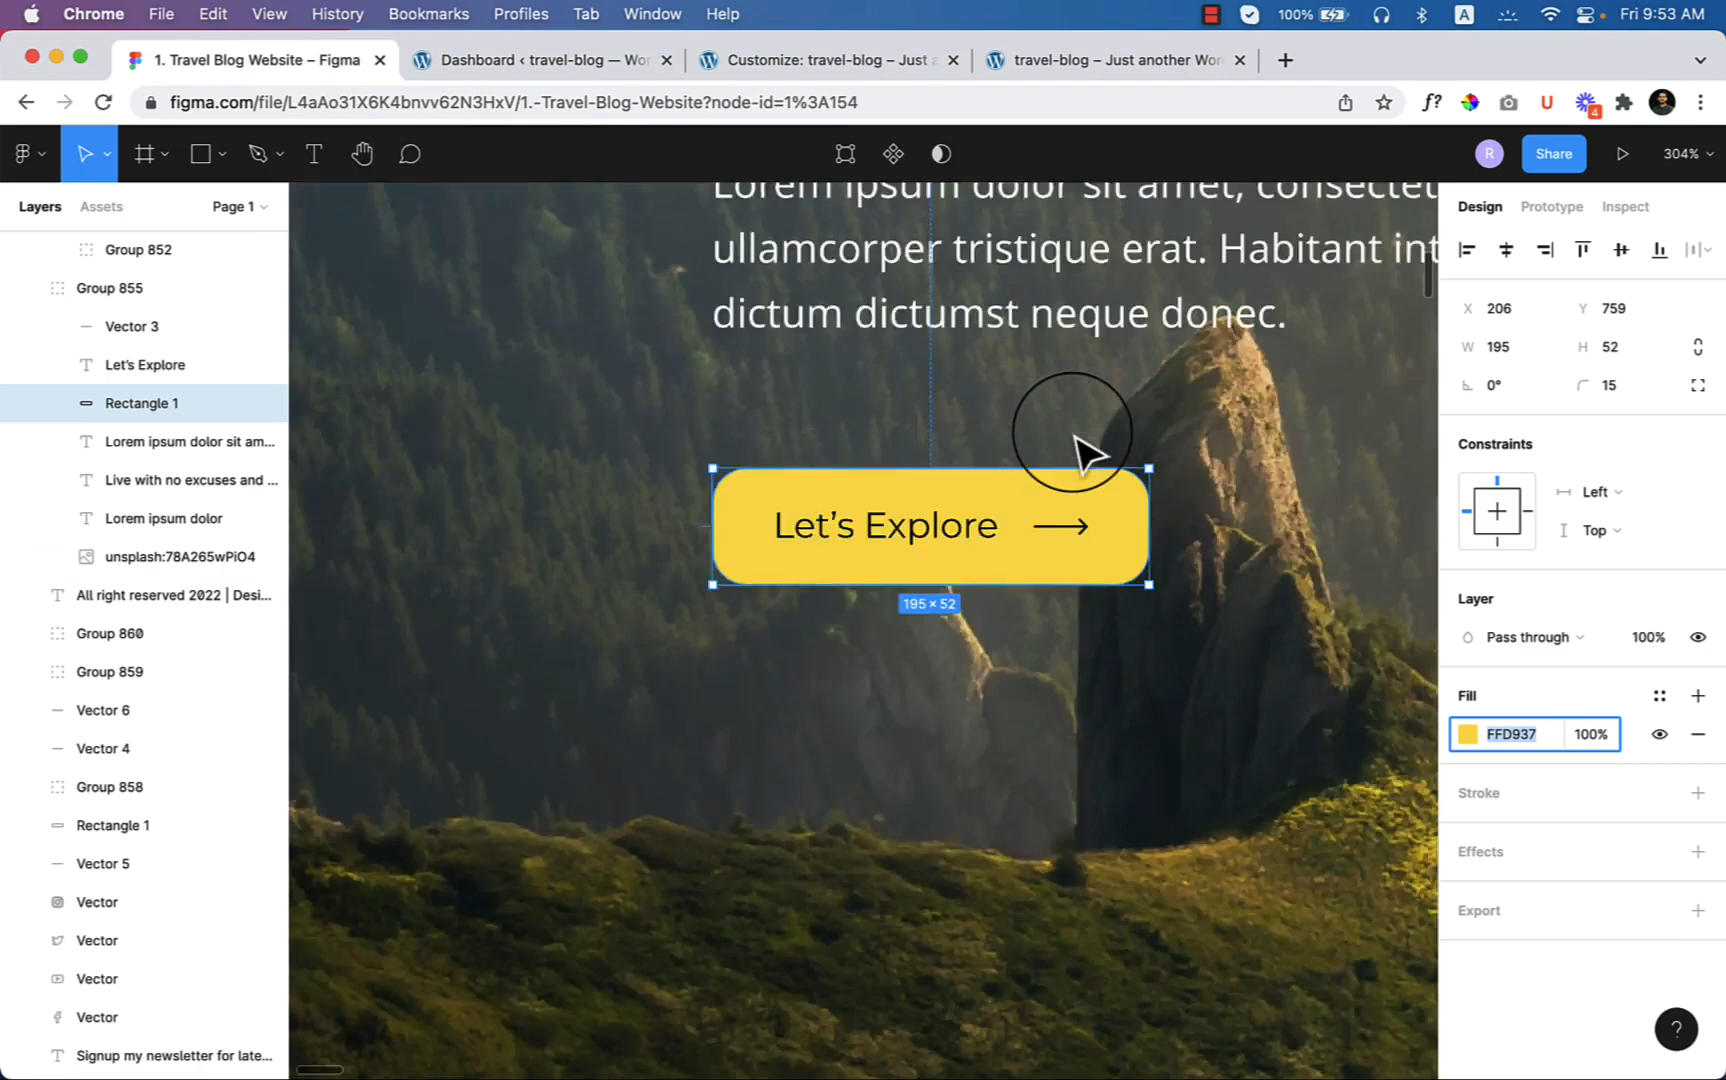 Chrome File Edit View History Bookmarks Profiles Tab Window Help 100% A Fri 9:53 AM
1. Travel Blog Website – Figma Dashboard ‹ travel-blog — Wor Customize: travel-blog – Just a travel-blog – Just another Wor
figma.com/file/L4aAo31X6K4bnvv62N3HxV/1.-Travel-Blog-Website?node-id=1%3A154 f? U 4
R Share 304%
Layers Assets Page 1
Group 852
Group 855
Vector 3
Let's Explore
Rectangle 1
Lorem ipsum dolor sit am...
Live with no excuses and ...
Lorem ipsum dolor
unsplash:78A265wPiO4
All right reserved 2022 | Desi...
Group 860
Group 859
Vector 6
Vector 4
Group 858
Rectangle 1
Vector 5
Vector
Vector
Vector
Vector
Signup my newsletter for late...
Lorem ipsum dolor sit amet, consectet
ullamcorper tristique erat. Habitant int
dictum dictumst neque donec.
Let's Explore
195 × 52
Design Prototype Inspect
X 206 Y 759
W 195 H 52
0° 15
Constraints
Left
Top
Layer
Pass through 100%
Fill
FFD937 100%
Stroke
Effects
Export
?